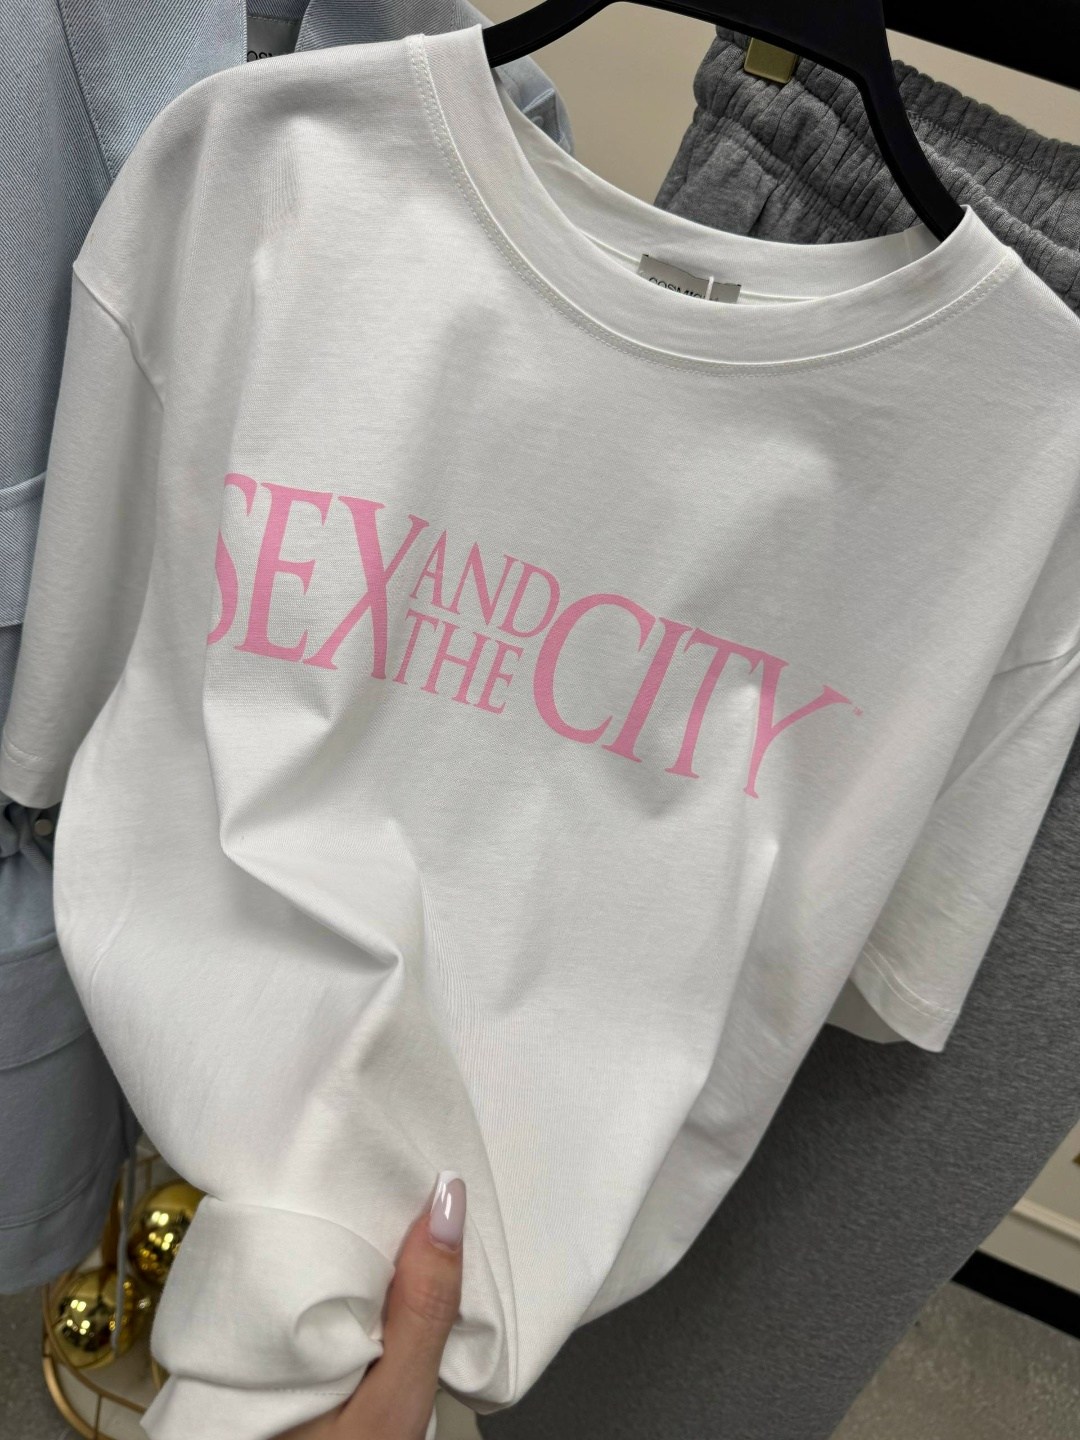 SEX AND THE CITY